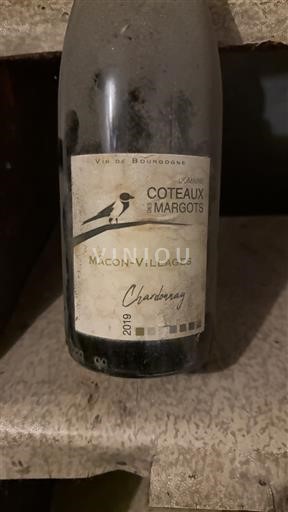 VIN DE BOURGOGNE
DOMAINE
COTEAUX
DES MARGOTS
VINIOU
MÂCON-VILLAGES
Chardonnay
2019